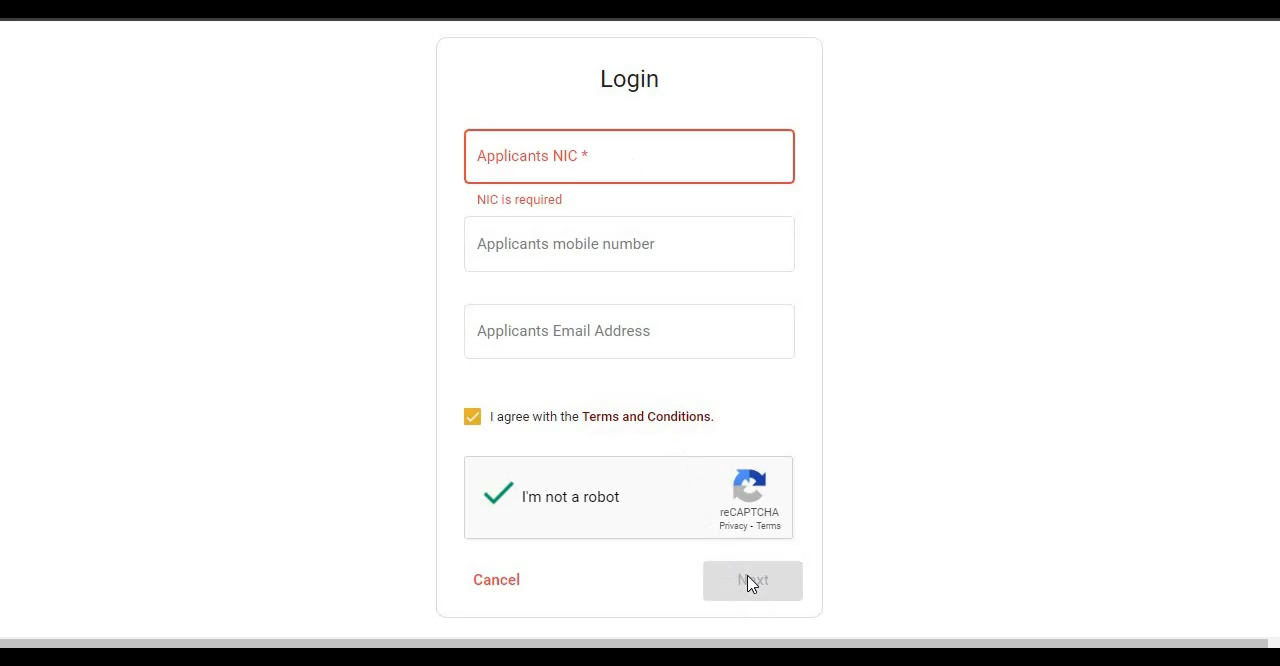 Login
Applicants NIC *
NIC is required
Applicants mobile number
Applicants Email Address
I agree with the Terms and Conditions.
I'm not a robot
reCAPTCHA
Privacy - Terms
Cancel
Next